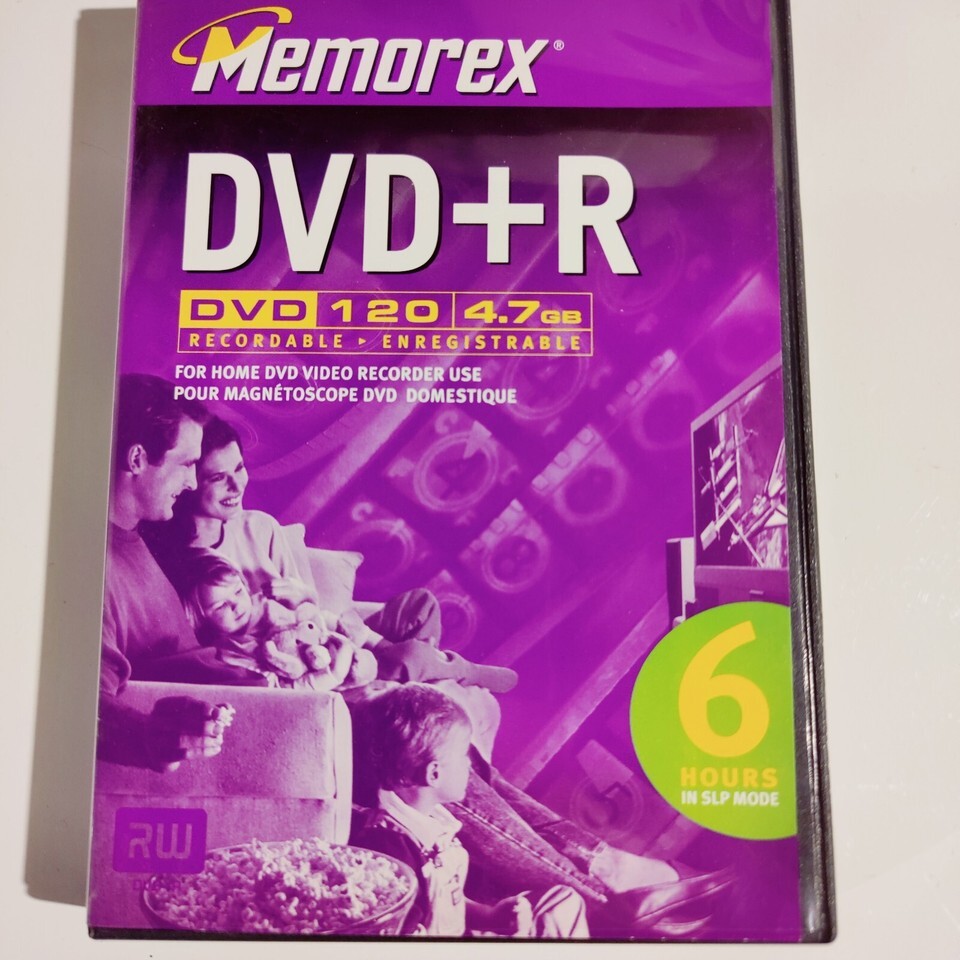 Memorex®
DVD+R
DVD 120 4.7GB
RECORDABLE ▸ ENREGISTRABLE
FOR HOME DVD VIDEO RECORDER USE
POUR MAGNÉTOSCOPE DVD DOMESTIQUE
6
HOURS
IN SLP MODE
RW